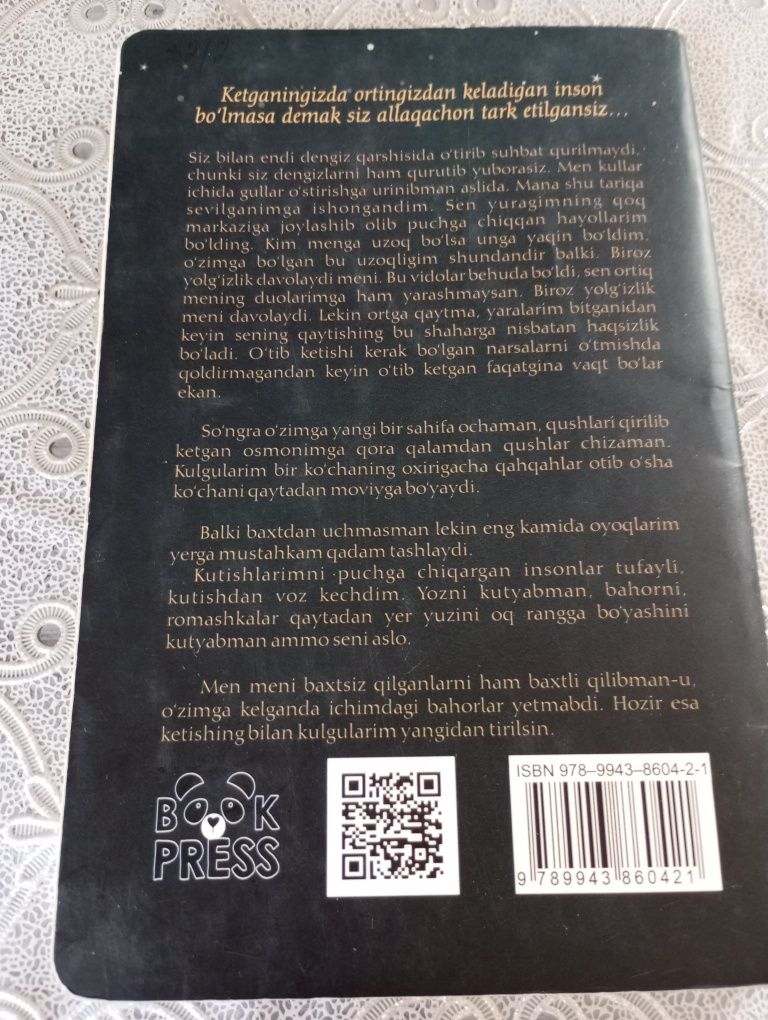 Ketganingizda ortingizdan keladigan inson
bo'lmasa demak siz allaqachon tark etilgansiz...
Siz bilan endi dengiz qarshisida o'tirib suhbat qurilmaydi,
chunki siz dengizlarni ham qurutib yuborasiz. Men kullar
ichida gullar o'stirishga urinibman aslida. Mana shu tariqa
sevilganimga ishongandim. Sen yuragimning qoq
markaziga joylashib olib puchga chiqqan hayollarim
bo'lding. Kim menga uzoq bo'lsa unga yaqin bo'ldim,
o'zimga bo'lgan bu uzoqligim shundandir balki. Biroz
yolg'izlik davolaydi meni. Bu vidolar behuda bo'ldi, sen ortiq
mening duolarimga ham yarashmaysan. Biroz yolg'izlik
meni davolaydi. Lekin ortga qaytma, yaralarim bitganidan
keyin sening qaytishing bu shaharga nisbatan haqsizlik
bo'ladi. O'tib ketishi kerak bo'lgan narsalarni o'tmishda
qoldirmagandan keyin o'tib ketgan faqatgina vaqt bo'lar
ekan.
So'ngra o'zimga yangi bir sahifa ochaman, qushlari qirilib
ketgan osmonimga qora qalamdan qushlar chizaman.
Kulgularim bir ko'chaning oxirigacha qahqahlar otib o'sha
ko'chani qaytadan moviyga bo'yaydi.
Balki baxtdan uchmasman lekin eng kamida oyoqlarim
yerga mustahkam qadam tashlaydi.
Kutishlarimni puchga chiqargan insonlar tufayli,
kutishdan voz kechdim. Yozni kutyabman, bahorni,
romashkalar qaytadan yer yuzini oq rangga bo'yashini
kutyabman ammo seni aslo.
Men meni baxtsiz qilganlarni ham baxtli qilibman-u,
o'zimga kelganda ichimdagi bahorlar yetmabdi. Hozir esa
ketishing bilan kulgularim yangidan tirilsin.
BOOK
PRESS
ISBN 978-9943-8604-2-1
9 789943 860421